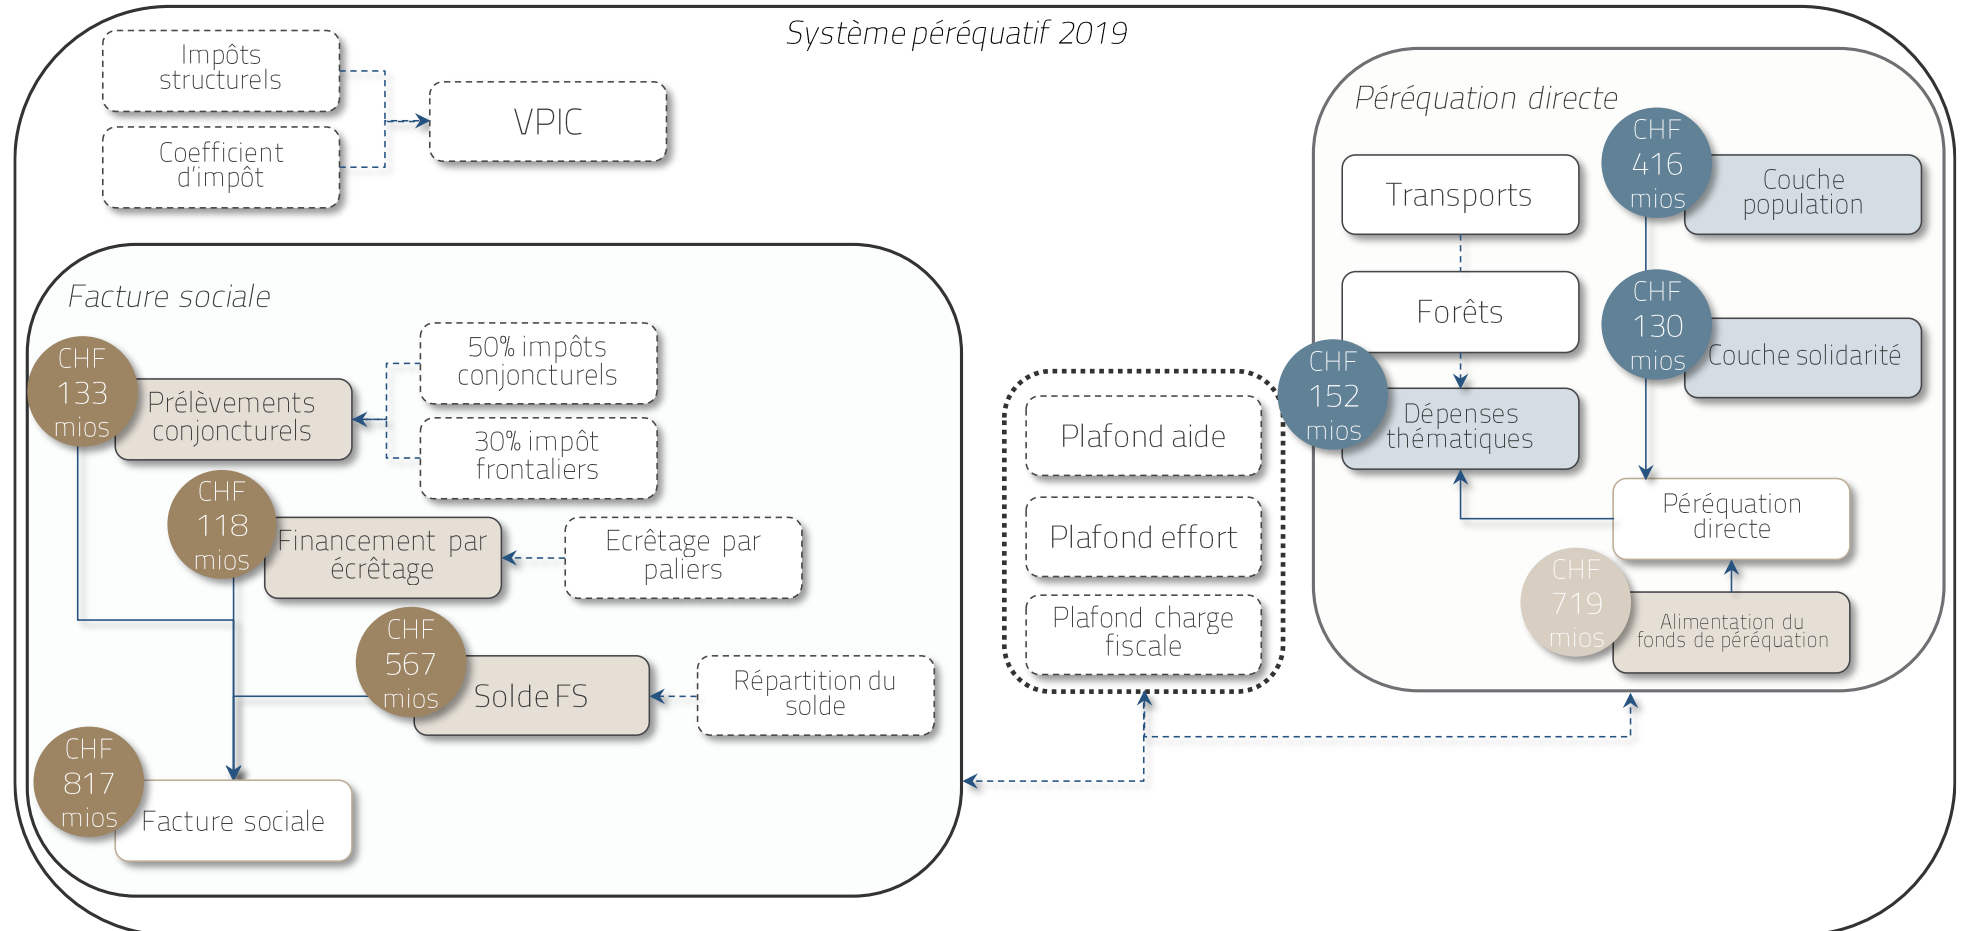 Système péréquatif 2019
Impôts
structurels
Coefficient
d'impôt
VPIC
Facture sociale
CHF
133
mios
Prélèvements
conjoncturels
50% impôts
conjoncturels
30% impôt
frontaliers
CHF
118
mios
Financement par
écrêtage
Ecrêtage par
paliers
CHF
567
mios
Solde FS
Répartition du
solde
CHF
817
mios
Facture sociale
Plafond aide
Plafond effort
Plafond charge
fiscale
Péréquation directe
Transports
Forêts
CHF
152
mios
Dépenses
thématiques
CHF
416
mios
Couche
population
CHF
130
mios
Couche solidarité
Péréquation
directe
CHF
719
mios
Alimentation du
fonds de péréquation